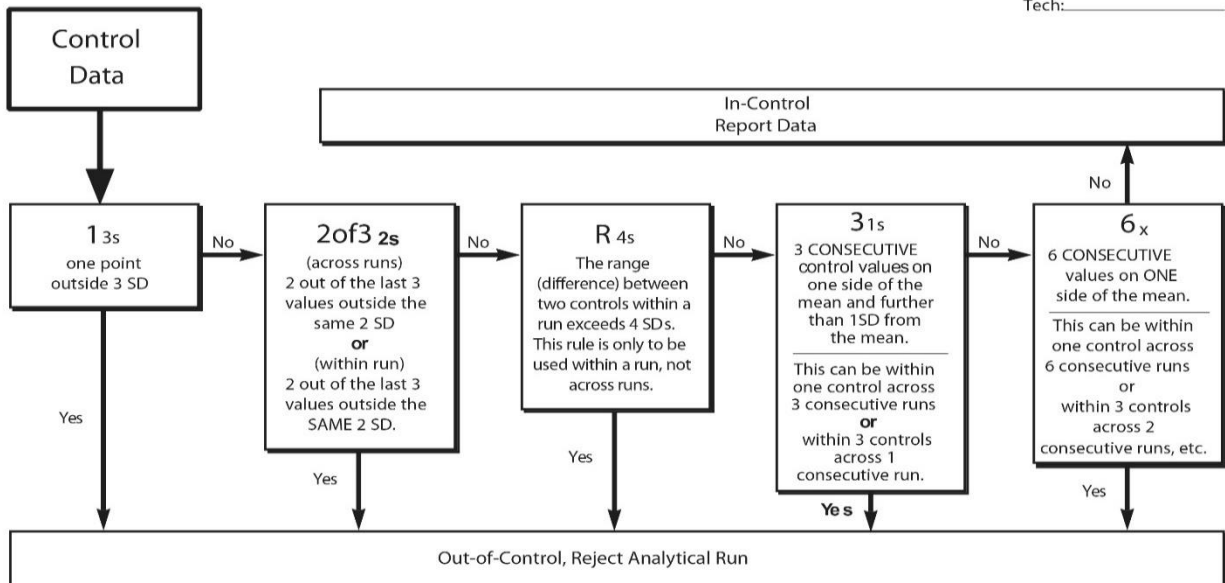 Tech:
Control
Data
In-Control
Report Data
No
1 3s
one point
outside 3 SD
No
2of3 2s
(across runs)
2 out of the last 3
values outside the
same 2 SD
or
(within run)
2 out of the last 3
values outside the
SAME 2 SD.
No
R 4s
The range
(difference) between
two controls within a
run exceeds 4 SDs.
This rule is only to be
used within a run, not
across runs.
No
3 1s
3 CONSECUTIVE
control values on
one side of the
mean and further
than 1SD from
the mean.
This can be within
one control across
3 consecutive runs
or
within 3 controls
across 1
consecutive run.
No
6 x
6 CONSECUTIVE
values on ONE
side of the mean.
This can be within
one control across
6 consecutive runs
or
within 3 controls
across 2
consecutive runs, etc.
Yes
Yes
Yes
Yes
Yes
Out-of-Control, Reject Analytical Run